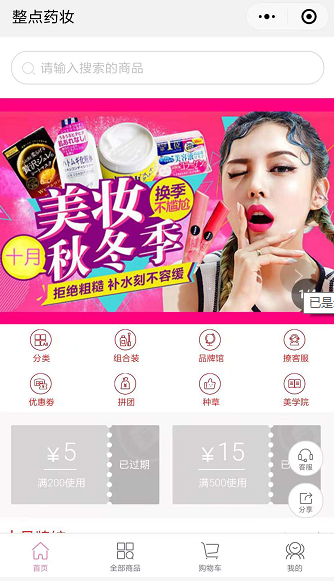 整点药妆
请输入搜索的商品
美妆
换季
不尴尬
十月
秋冬季
拒绝粗糙 补水刻不容缓
1/
已是
分类
组合装
品牌馆
撩客服
优惠券
拼团
种草
美学院
¥5
满200使用
已过期
¥15
满500使用
已过
客服
分享
首页
全部商品
购物车
我的